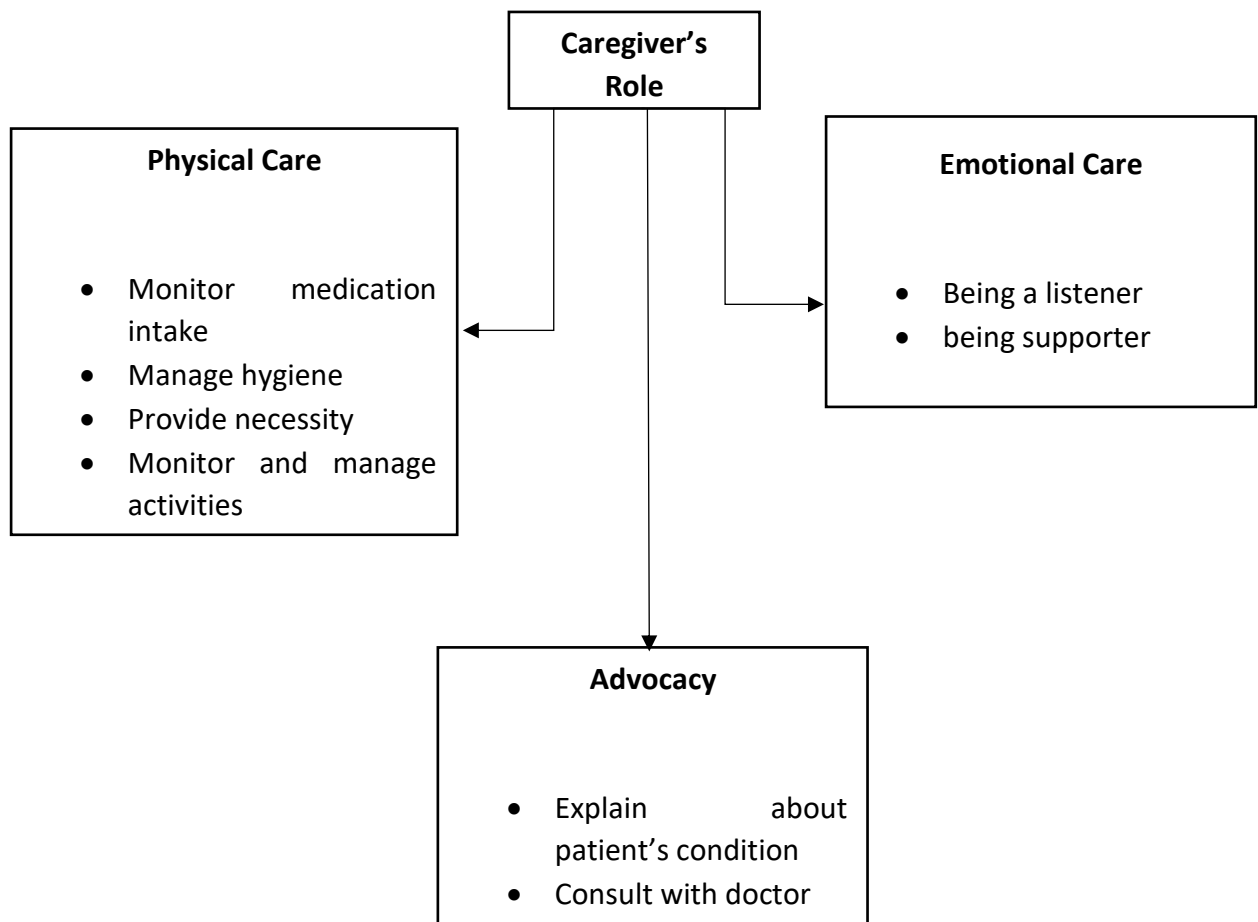 Caregiver’s
Role
Physical Care
• Monitor medication
intake
• Manage hygiene
• Provide necessity
• Monitor and manage
activities
Emotional Care
• Being a listener
• being supporter
Advocacy
• Explain about
patient’s condition
• Consult with doctor